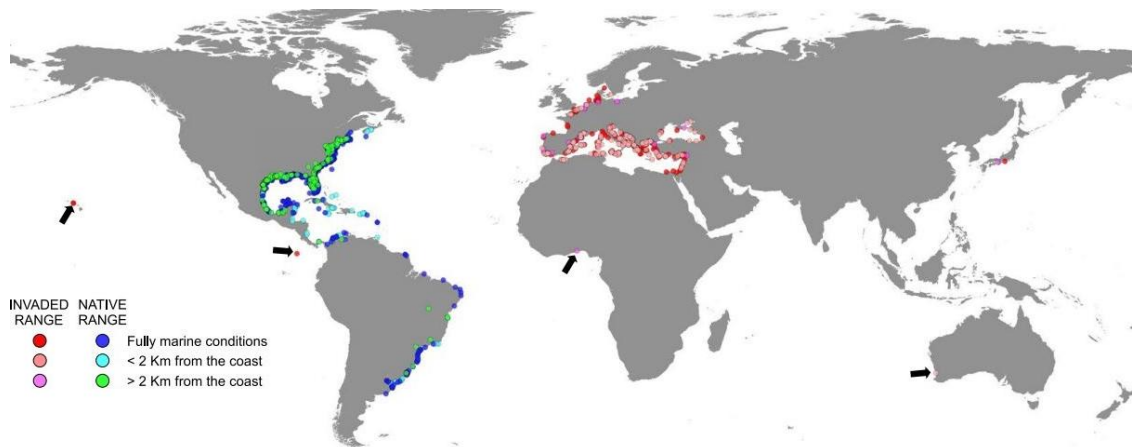 INVADED NATIVE
RANGE RANGE
Fully marine conditions
< 2 Km from the coast
> 2 Km from the coast